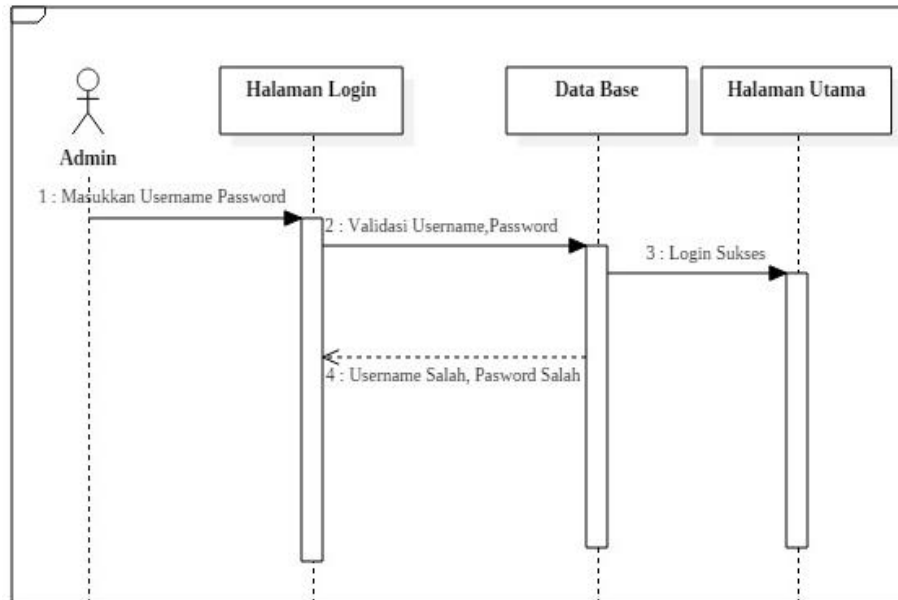 Halaman Login
Data Base
Halaman Utama
Admin
1 : Masukkan Username Password
2 : Validasi Username,Password
3 : Login Sukses
4 : Username Salah, Pasword Salah